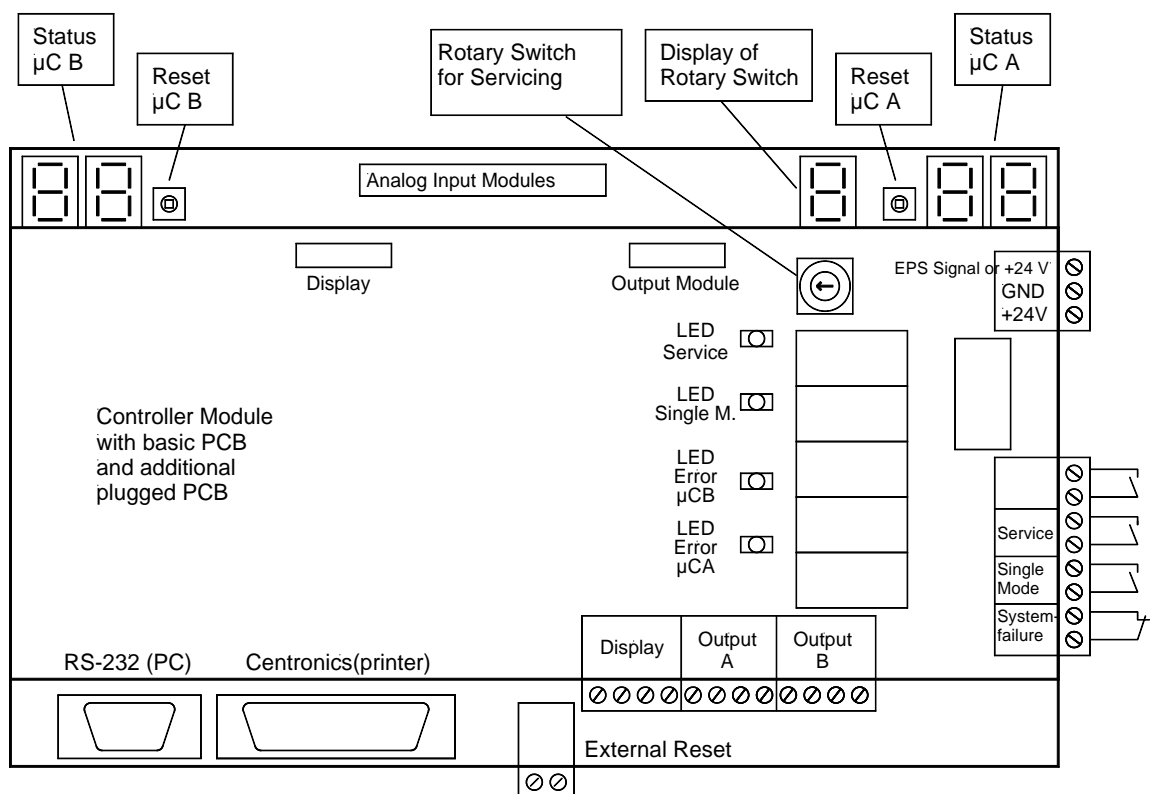 Status
µC B
Reset
µC B
Rotary Switch
for Servicing
Display of
Rotary Switch
Reset
µC A
Status
µC A
Analog Input Modules
Display
Output Module
EPS Signal or +24 V
GND
+24V
LED
Service
LED
Single M.
LED
Error
µCB
LED
Error
µCA
Controller Module
with basic PCB
and additional
plugged PCB
Service
Single
Mode
System-
failure
Display
Output
A
Output
B
RS-232 (PC)
Centronics(printer)
External Reset